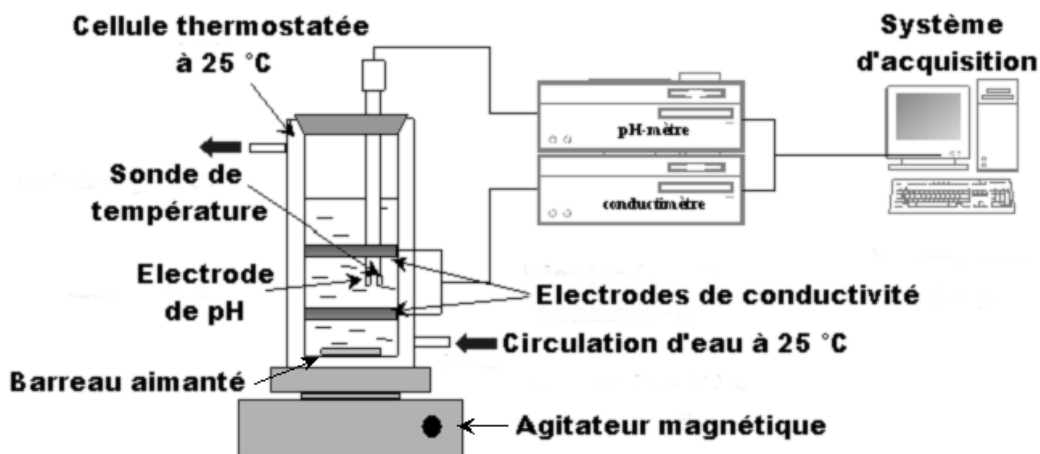 Cellule thermostatée
à 25 °C
Système
d'acquisition
pH-mètre
Sonde de
température
conductimètre
Electrode
de pH
Electrodes de conductivité
Circulation d'eau à 25 °C
Barreau aimanté
Agitateur magnétique